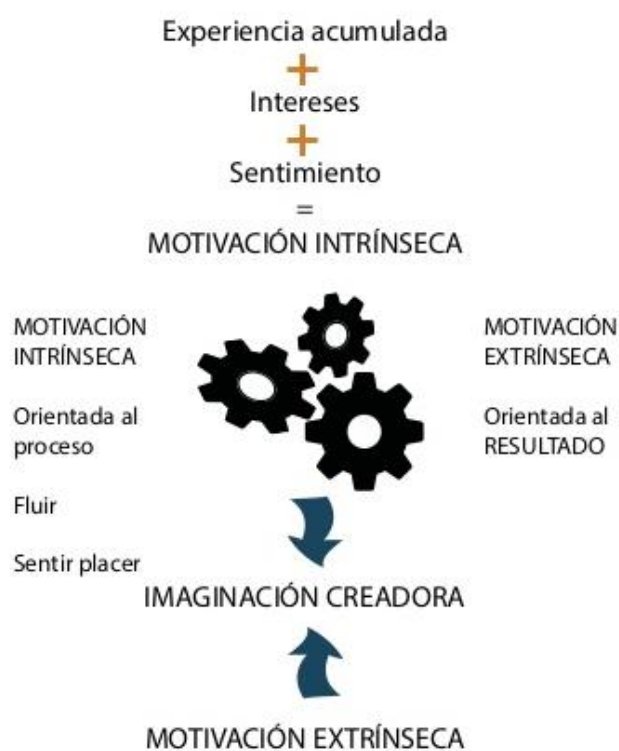 Experiencia acumulada
+
Intereses
+
Sentimiento
=
MOTIVACIÓN INTRÍNSECA
MOTIVACIÓN
INTRÍNSECA
Orientada al
proceso
Fluir
Sentir placer
MOTIVACIÓN
EXTRÍNSECA
Orientada al
RESULTADO
IMAGINACIÓN CREADORA
MOTIVACIÓN EXTRÍNSECA